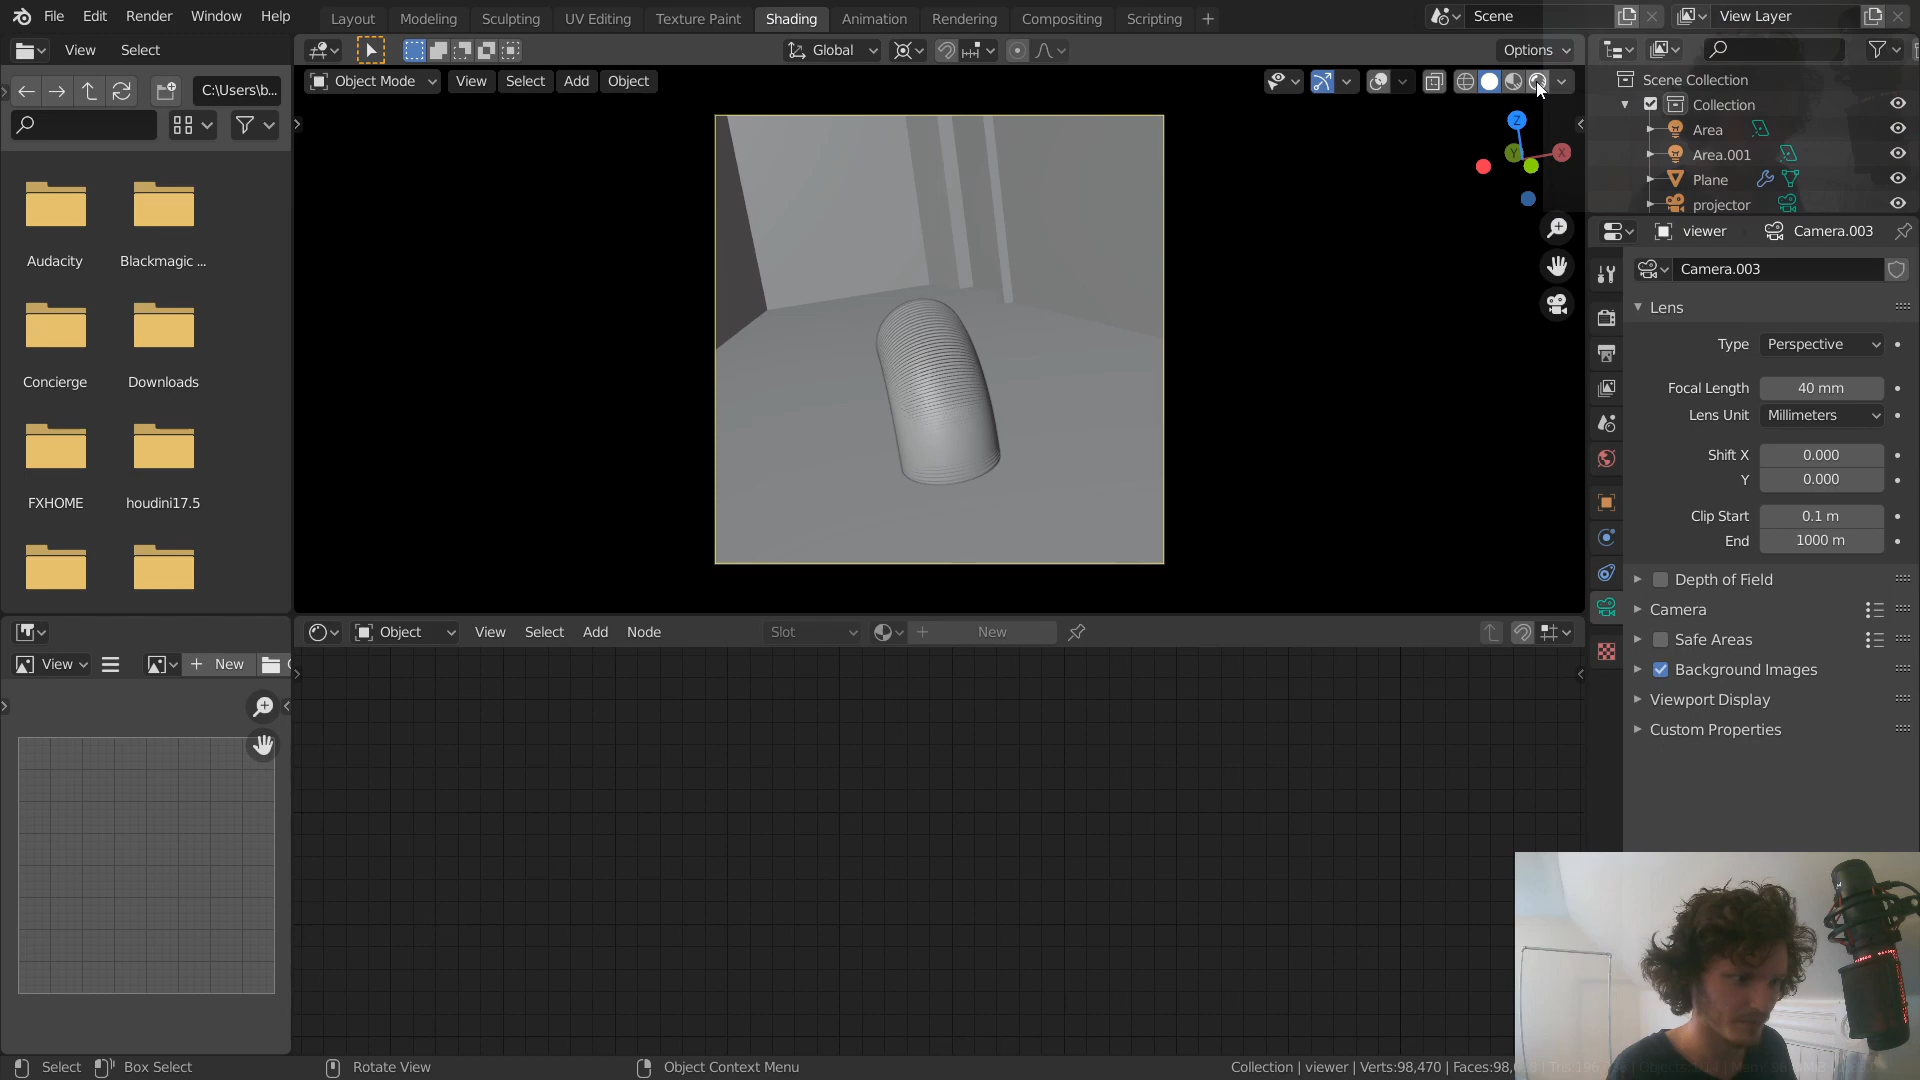 File Edit Render Window Help Layout Modeling Sculpting UV Editing Texture Paint Shading Animation Rendering Compositing Scripting + Scene View Layer
View Select Global Options
C:\Users\b... Object Mode View Select Add Object
Z
Y X
Audacity Blackmagic ...
Concierge Downloads
FXHOME houdini17.5
Scene Collection
Collection
Area
Area.001
Plane
projector
viewer Camera.003
Camera.003
Lens
Type Perspective
Focal Length 40 mm
Lens Unit Millimeters
Shift X 0.000
Y 0.000
Clip Start 0.1 m
End 1000 m
Depth of Field
Camera
Safe Areas
Background Images
Viewport Display
Custom Properties
Object View Select Add Node Slot New
View New
Select Box Select Rotate View Object Context Menu Collection | viewer | Verts:98,470 | Faces:98,